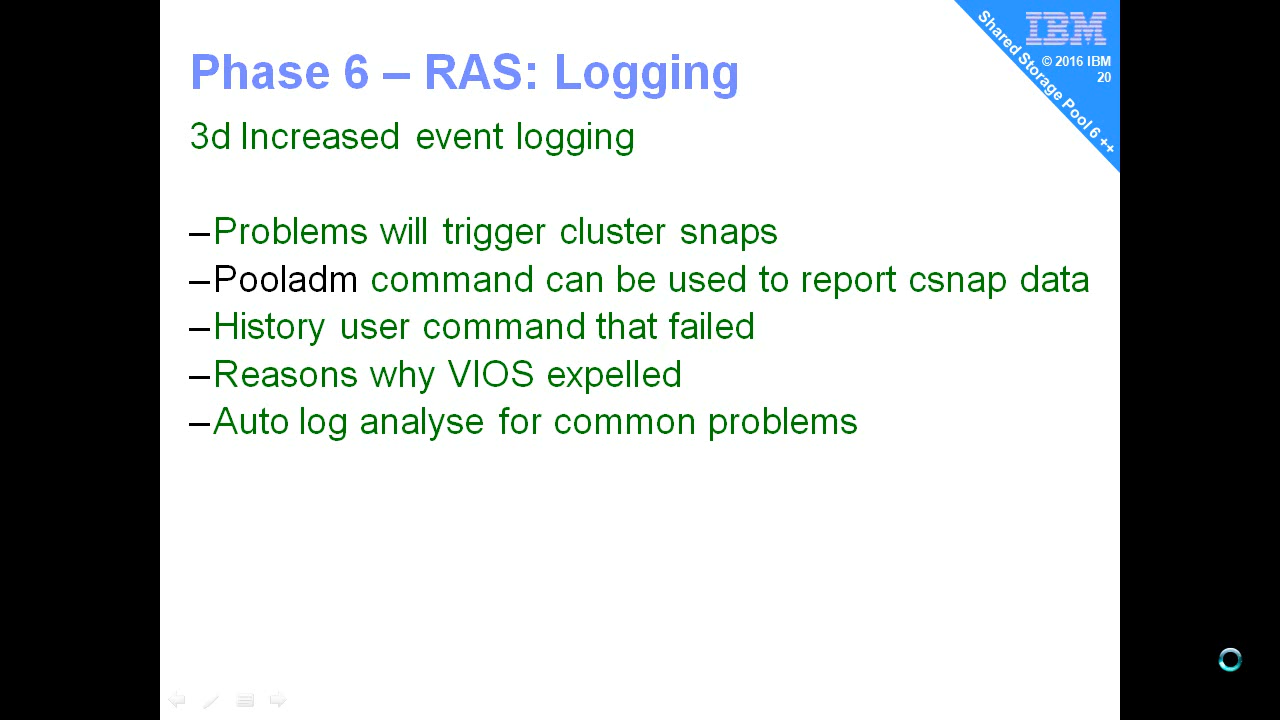 Phase 6 – RAS: Logging
3d Increased event logging
–Problems will trigger cluster snaps
–Pooladm command can be used to report csnap data
–History user command that failed
–Reasons why VIOS expelled
–Auto log analyse for common problems
IBM
© 2016 IBM
20
Shared Storage Pool 6 ++